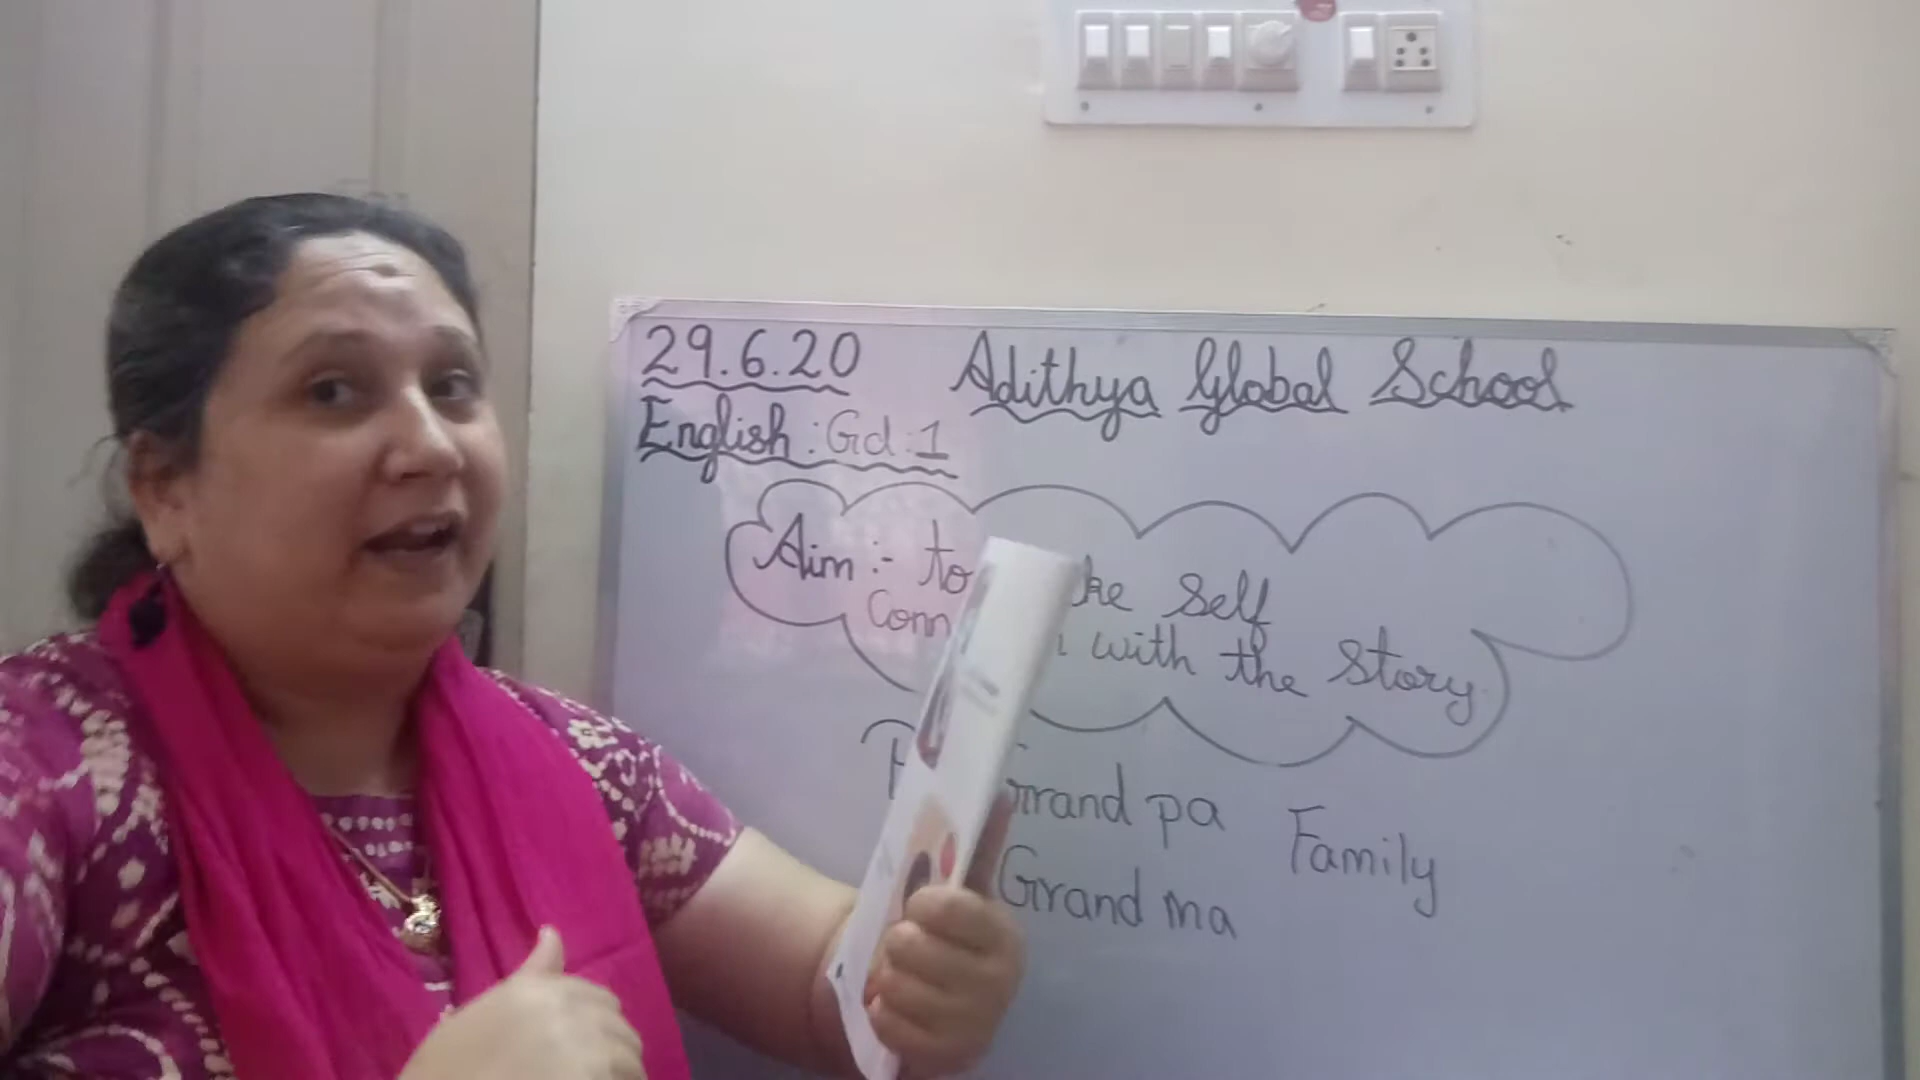 29.6.20 Adithya Global School
English : Gd : 1
Aim :- to self
with the story.
Grand pa Family
Grand ma